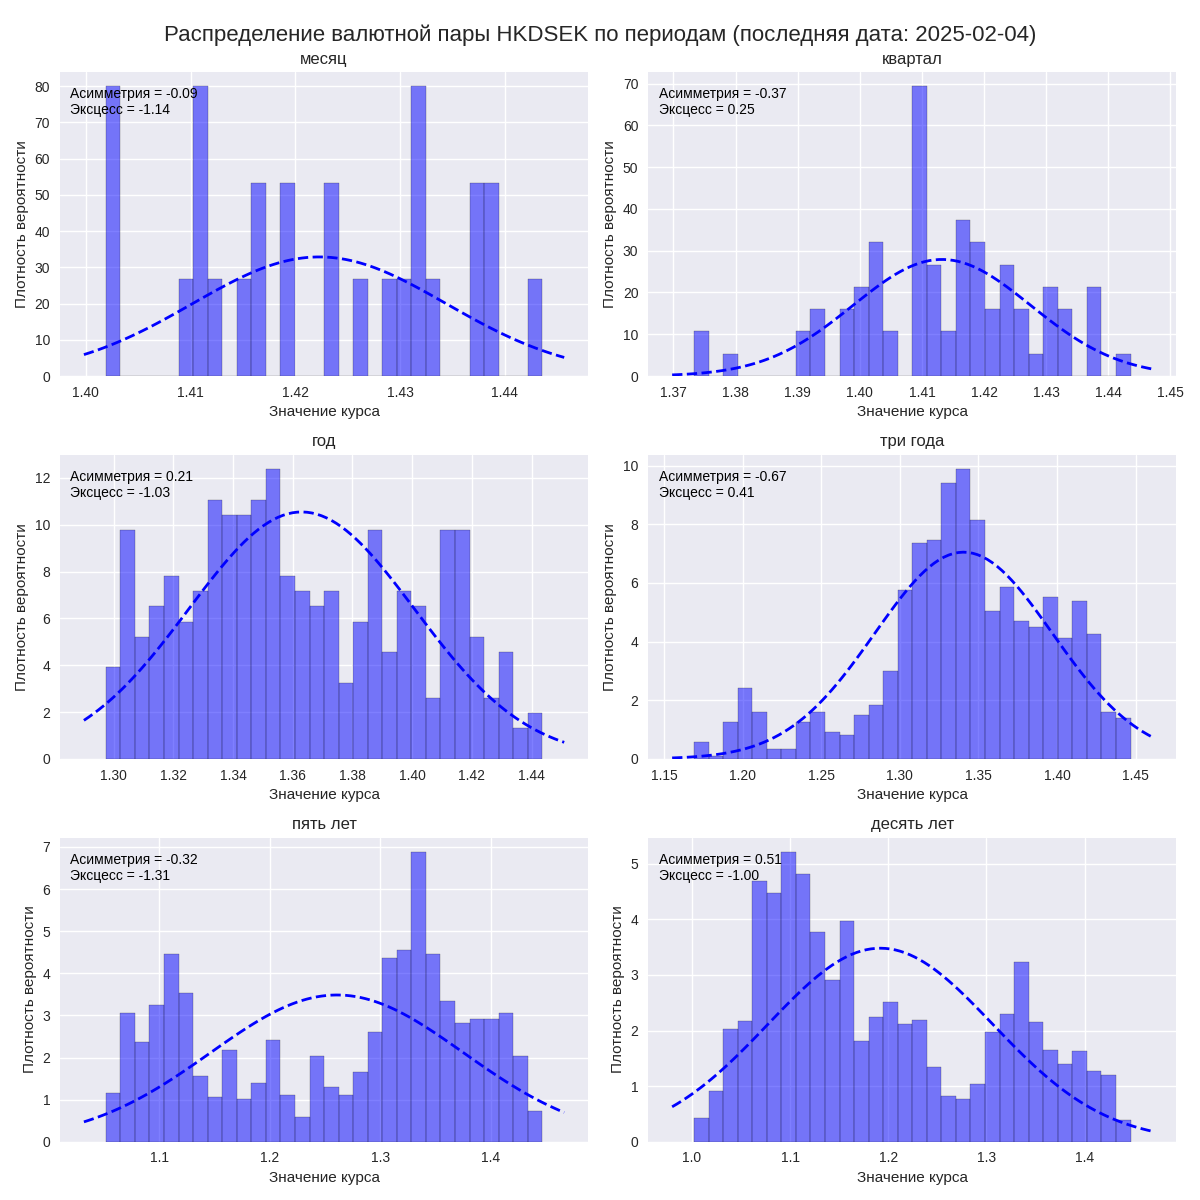 Распределение валютной пары HKDSEK по периодам (последняя дата: 2025-02-04)
месяц
Асимметрия = -0.09
Эксцесс = -1.14
Плотность вероятности
80
70
60
50
40
30
20
10
0
1.40 1.41 1.42 1.43 1.44
Значение курса
квартал
Асимметрия = -0.37
Эксцесс = 0.25
Плотность вероятности
70
60
50
40
30
20
10
0
1.37 1.38 1.39 1.40 1.41 1.42 1.43 1.44 1.45
Значение курса
год
Асимметрия = 0.21
Эксцесс = -1.03
Плотность вероятности
12
10
8
6
4
2
0
1.30 1.32 1.34 1.36 1.38 1.40 1.42 1.44
Значение курса
три года
Асимметрия = -0.67
Эксцесс = 0.41
Плотность вероятности
10
8
6
4
2
0
1.15 1.20 1.25 1.30 1.35 1.40 1.45
Значение курса
пять лет
Асимметрия = -0.32
Эксцесс = -1.31
Плотность вероятности
7
6
5
4
3
2
1
0
1.1 1.2 1.3 1.4
Значение курса
десять лет
Асимметрия = 0.51
Эксцесс = -1.00
Плотность вероятности
5
4
3
2
1
0
1.0 1.1 1.2 1.3 1.4
Значение курса